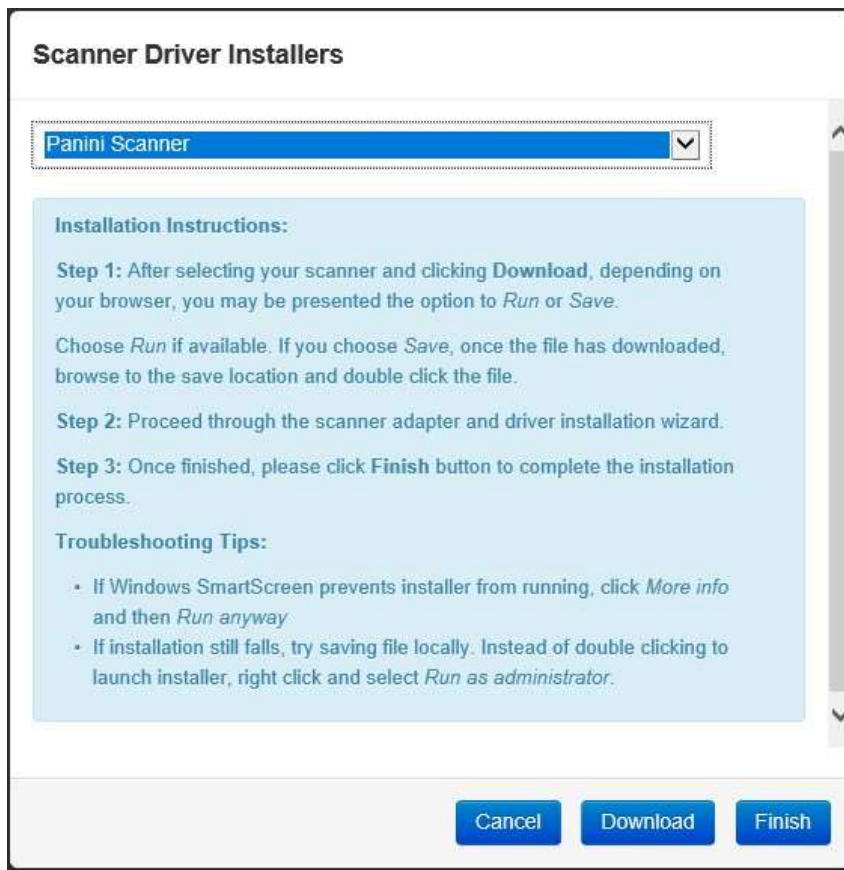 Scanner Driver Installers
Panini Scanner
Installation Instructions:
Step 1: After selecting your scanner and clicking Download, depending on
your browser, you may be presented the option to Run or Save.
Choose Run if available. If you choose Save, once the file has downloaded,
browse to the save location and double click the file.
Step 2: Proceed through the scanner adapter and driver installation wizard.
Step 3: Once finished, please click Finish button to complete the installation
process.
Troubleshooting Tips:
• If Windows SmartScreen prevents installer from running, click More info
and then Run anyway
• If installation still falls, try saving file locally. Instead of double clicking to
launch installer, right click and select Run as administrator.
Cancel Download Finish